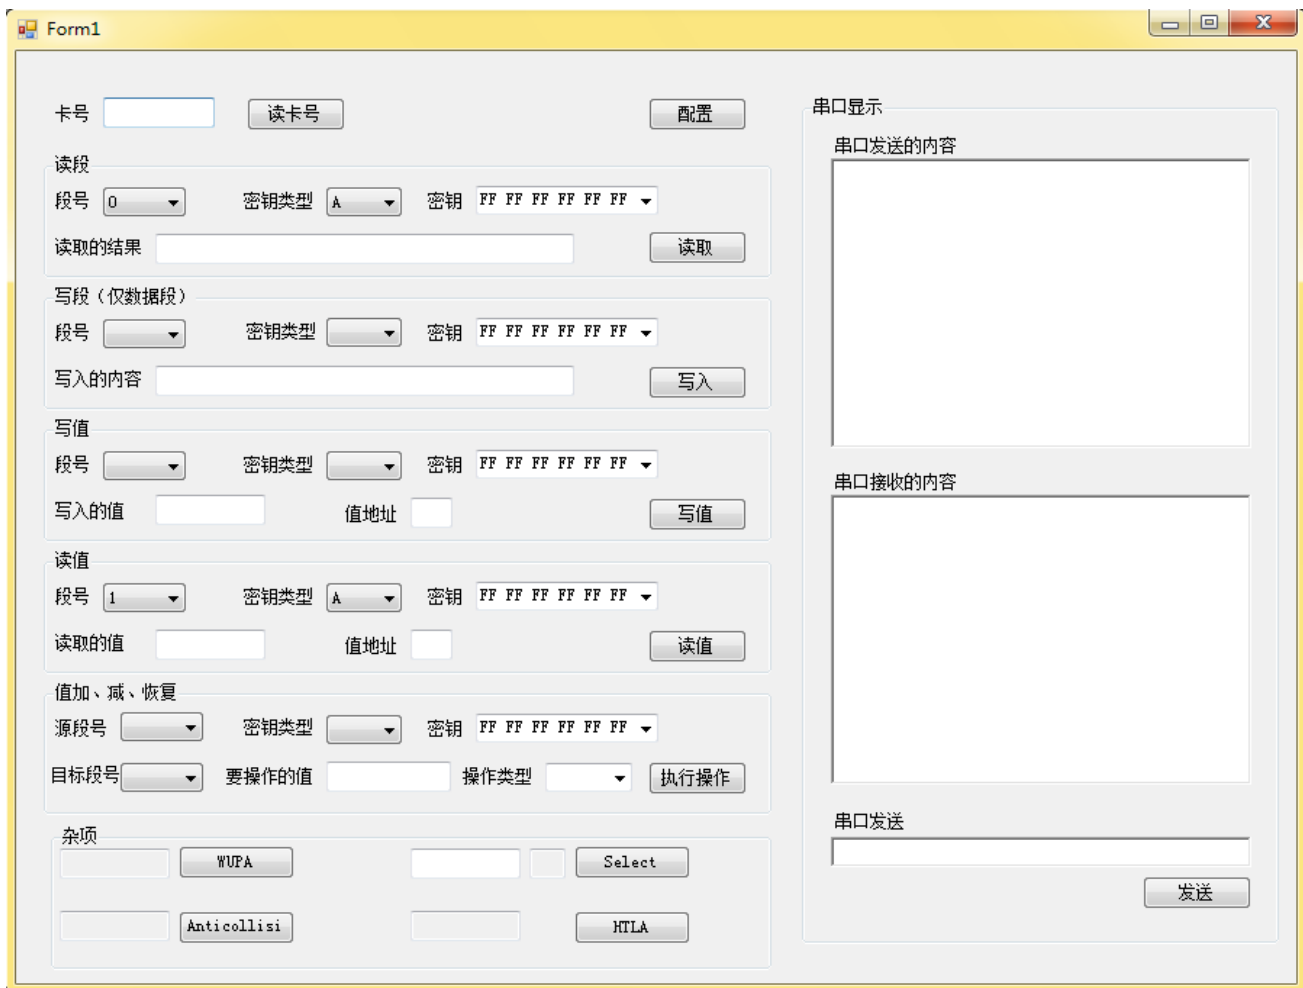 Form1
卡号 读卡号 配置
读段
段号 0 密钥类型 A 密钥 FF FF FF FF FF FF
读取的结果 读取
写段（仅数据段）
段号 密钥类型 密钥 FF FF FF FF FF FF
写入的内容 写入
写值
段号 密钥类型 密钥 FF FF FF FF FF FF
写入的值 值地址 写值
读值
段号 1 密钥类型 A 密钥 FF FF FF FF FF FF
读取的值 值地址 读值
值加、减、恢复
源段号 密钥类型 密钥 FF FF FF FF FF FF
目标段号 要操作的值 操作类型 执行操作
杂项
WUPA Select
Anticollisi HTLA
串口显示
串口发送的内容
串口接收的内容
串口发送
发送